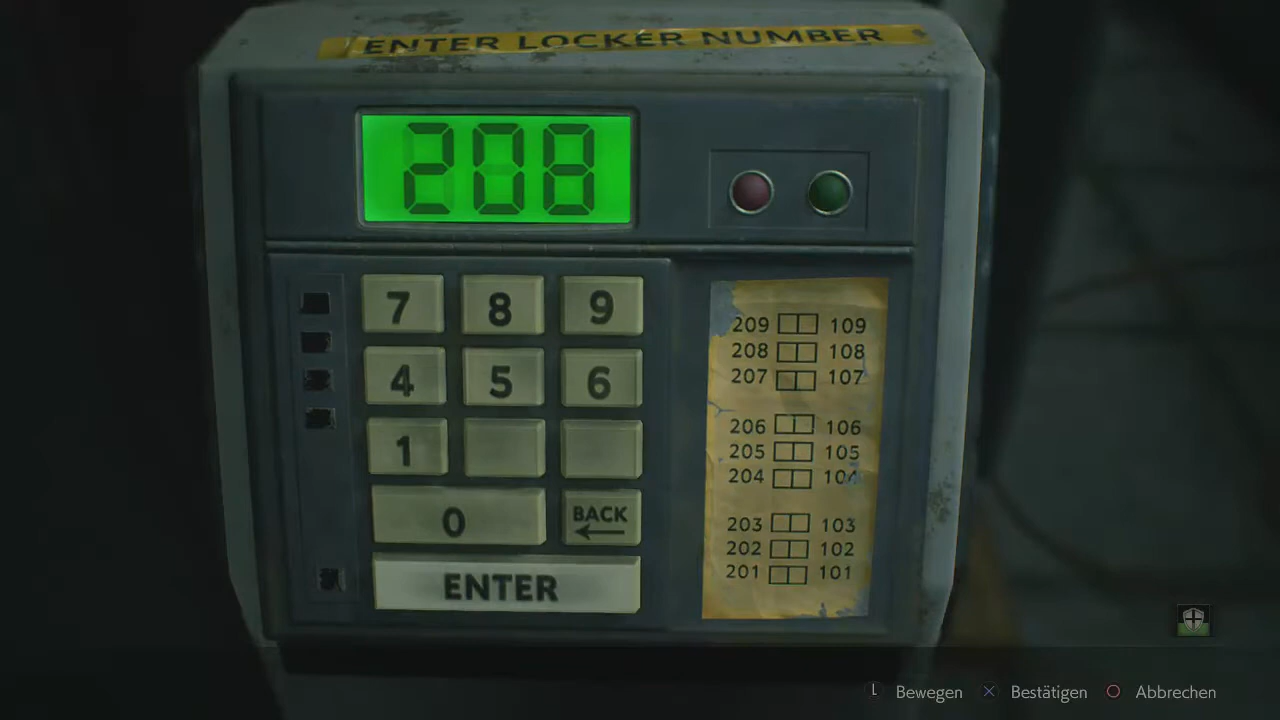 ENTER LOCKER NUMBER
208
7 8 9
4 5 6
1
0 BACK
ENTER
209 109
208 108
207 107
206 106
205 105
204 104
203 103
202 102
201 101
L Bewegen Bestätigen Abbrechen